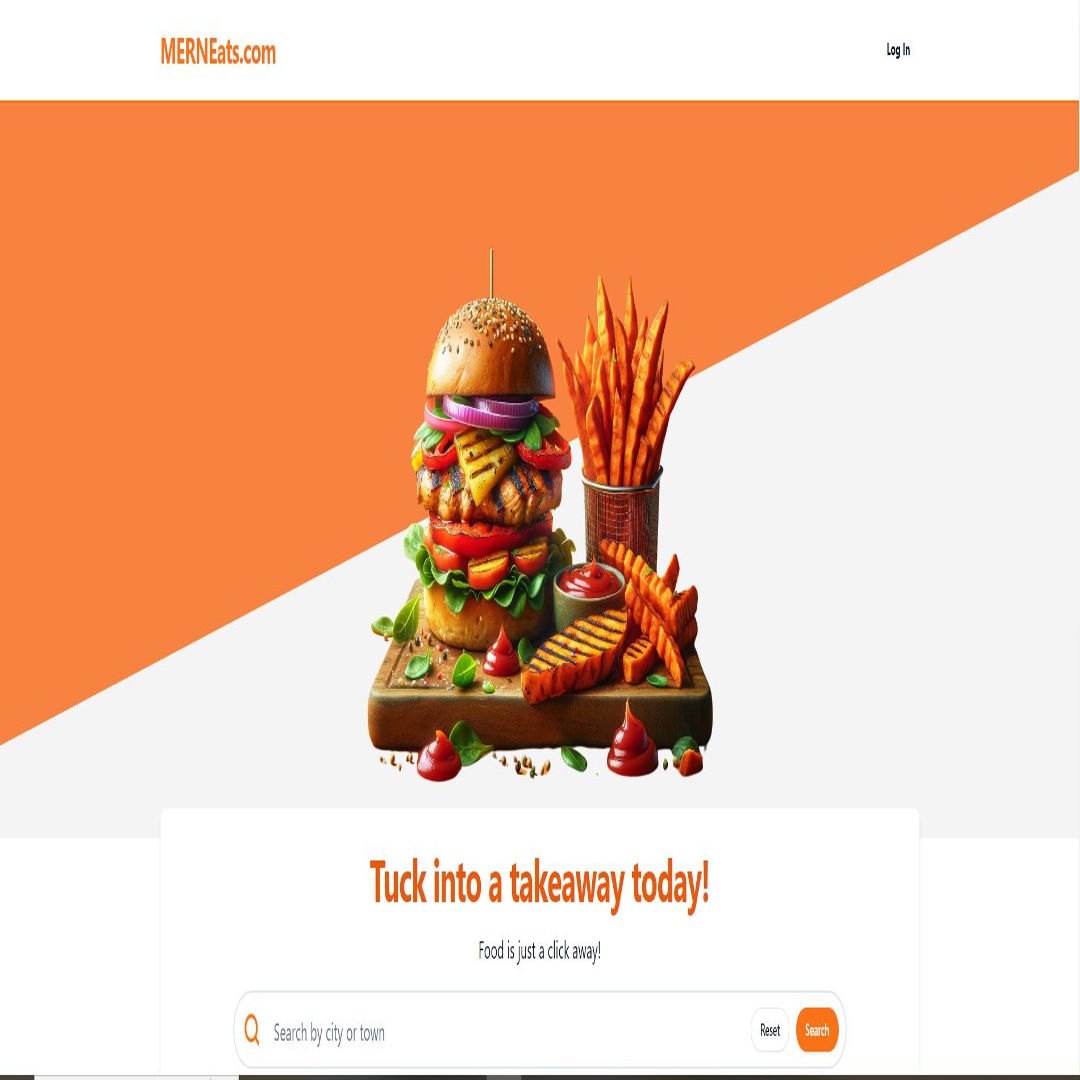 MERNEats.com
Log In
Tuck into a takeaway today!
Food is just a click away!
Search by city or town
Reset
Search